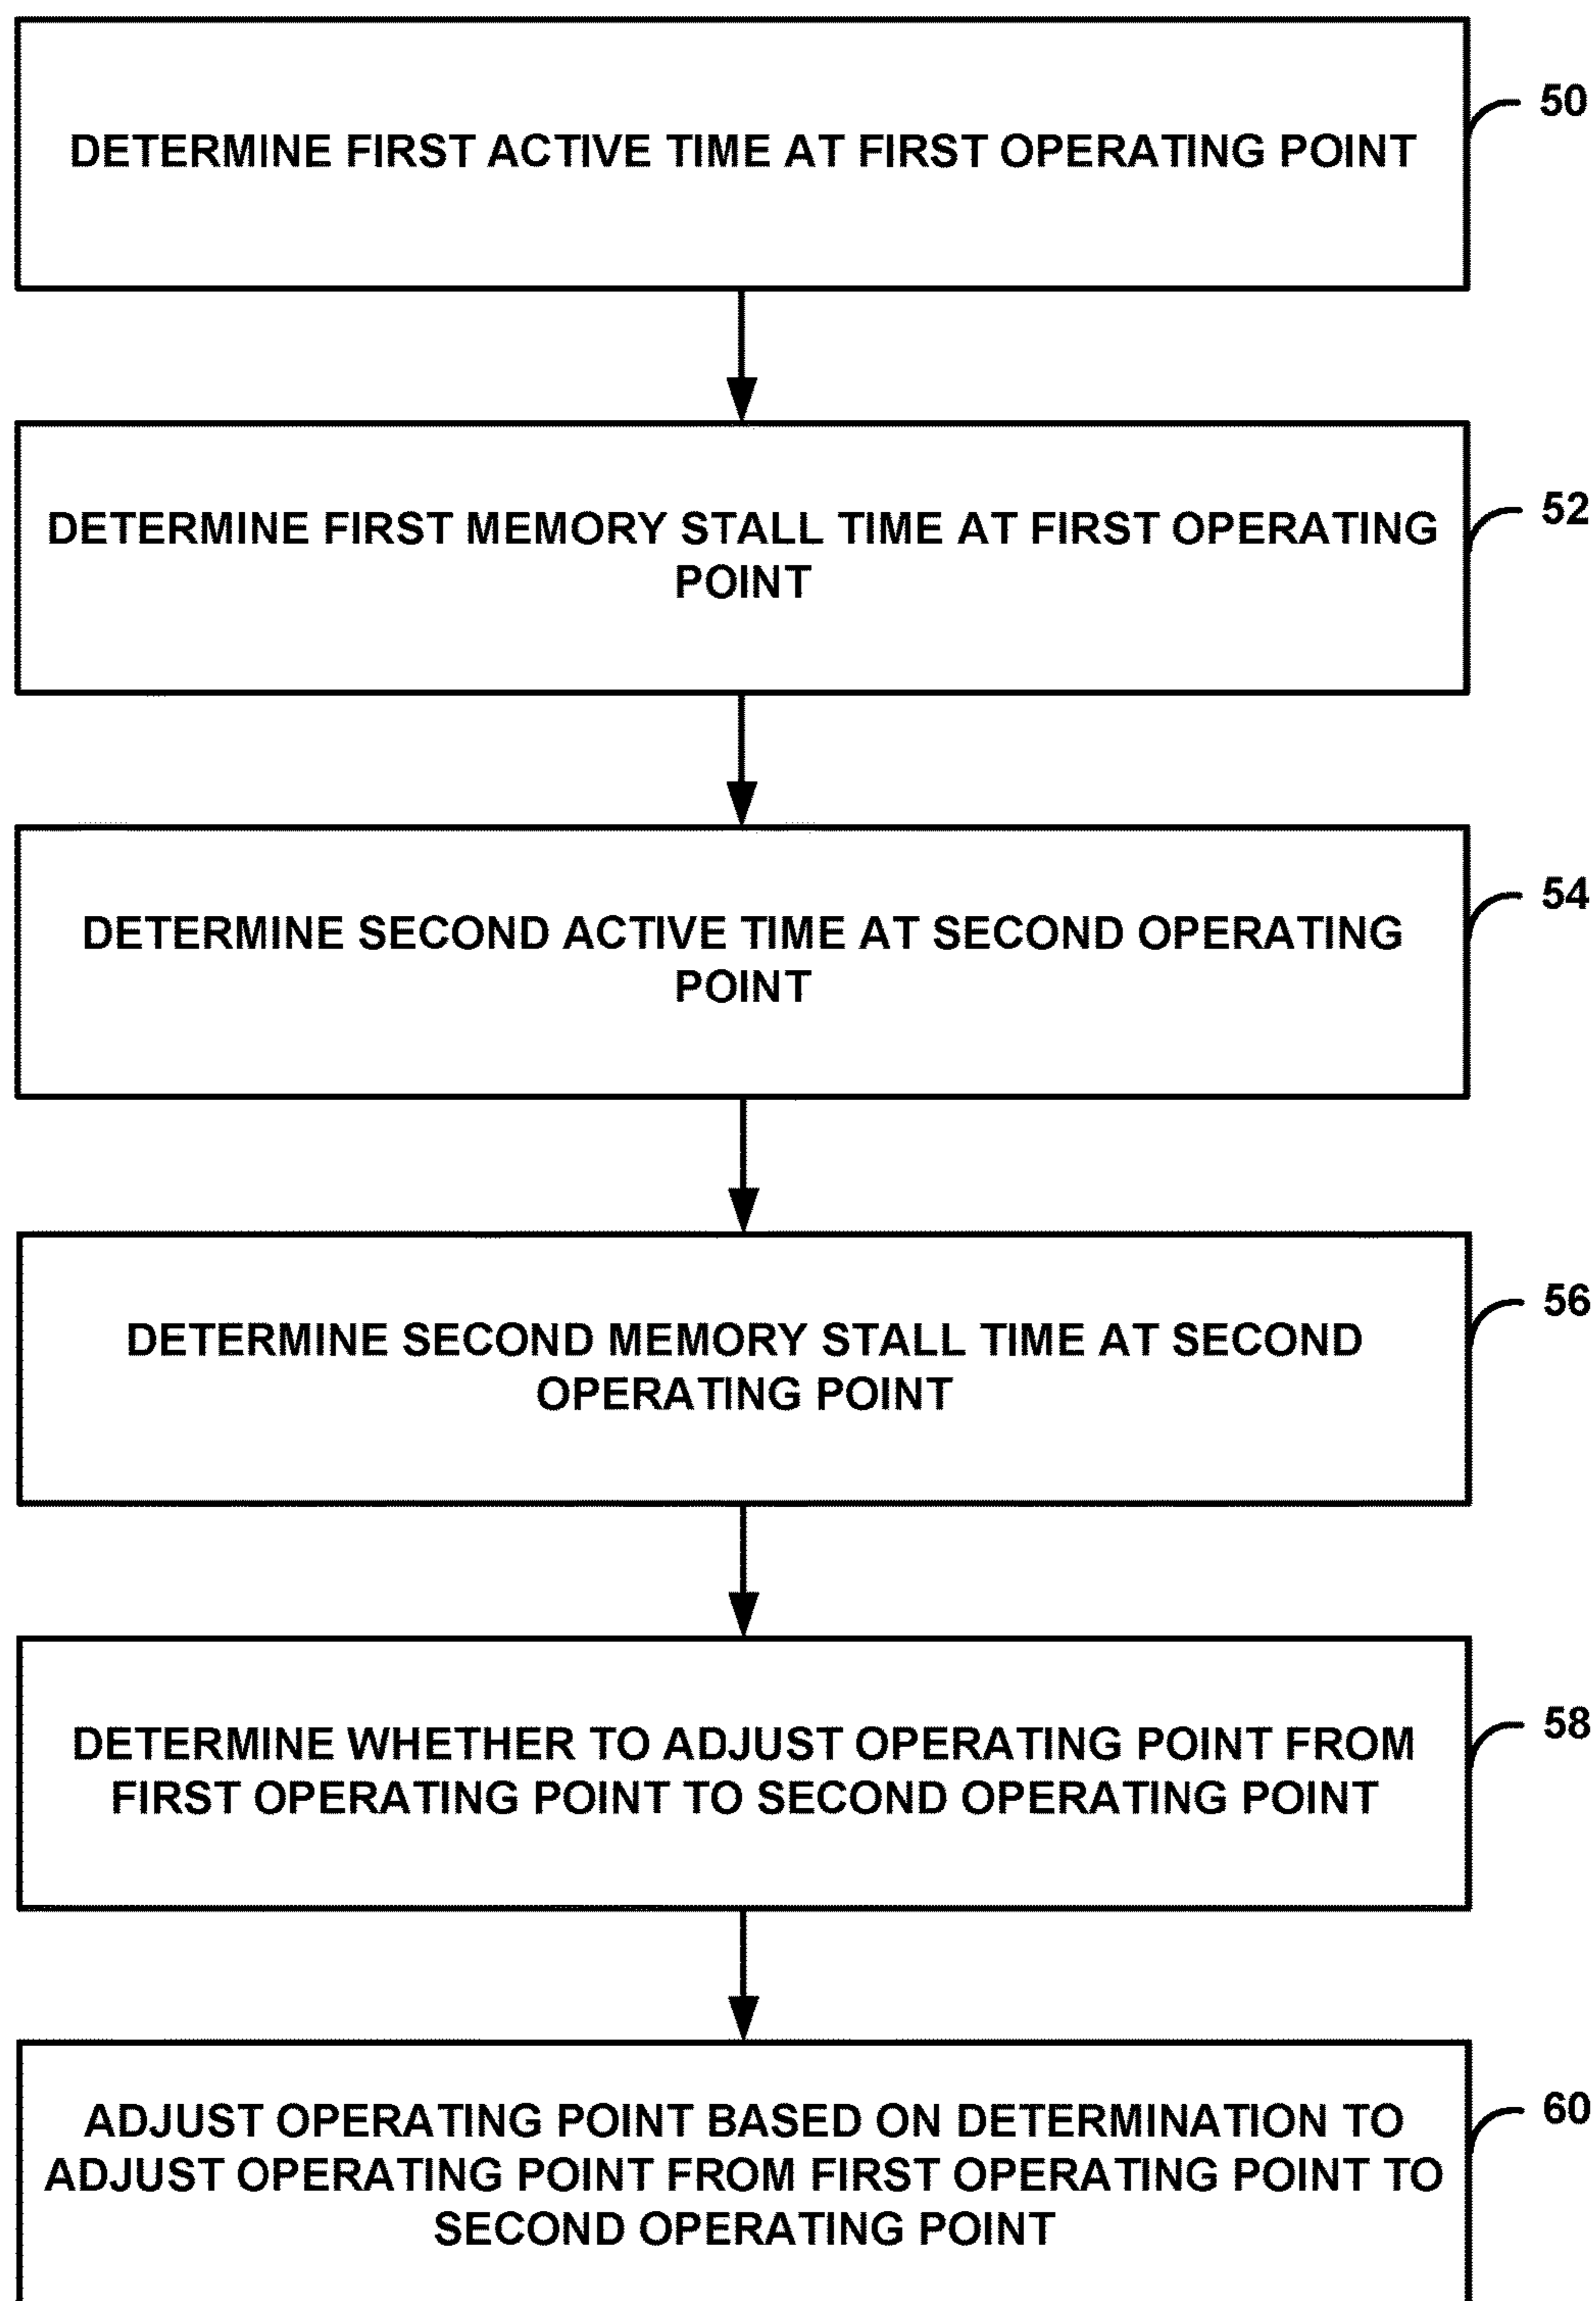 DETERMINE FIRST ACTIVE TIME AT FIRST OPERATING POINT
50
DETERMINE FIRST MEMORY STALL TIME AT FIRST OPERATING
POINT
52
DETERMINE SECOND ACTIVE TIME AT SECOND OPERATING
POINT
54
DETERMINE SECOND MEMORY STALL TIME AT SECOND
OPERATING POINT
56
DETERMINE WHETHER TO ADJUST OPERATING POINT FROM
FIRST OPERATING POINT TO SECOND OPERATING POINT
58
ADJUST OPERATING POINT BASED ON DETERMINATION TO
ADJUST OPERATING POINT FROM FIRST OPERATING POINT TO
SECOND OPERATING POINT
60